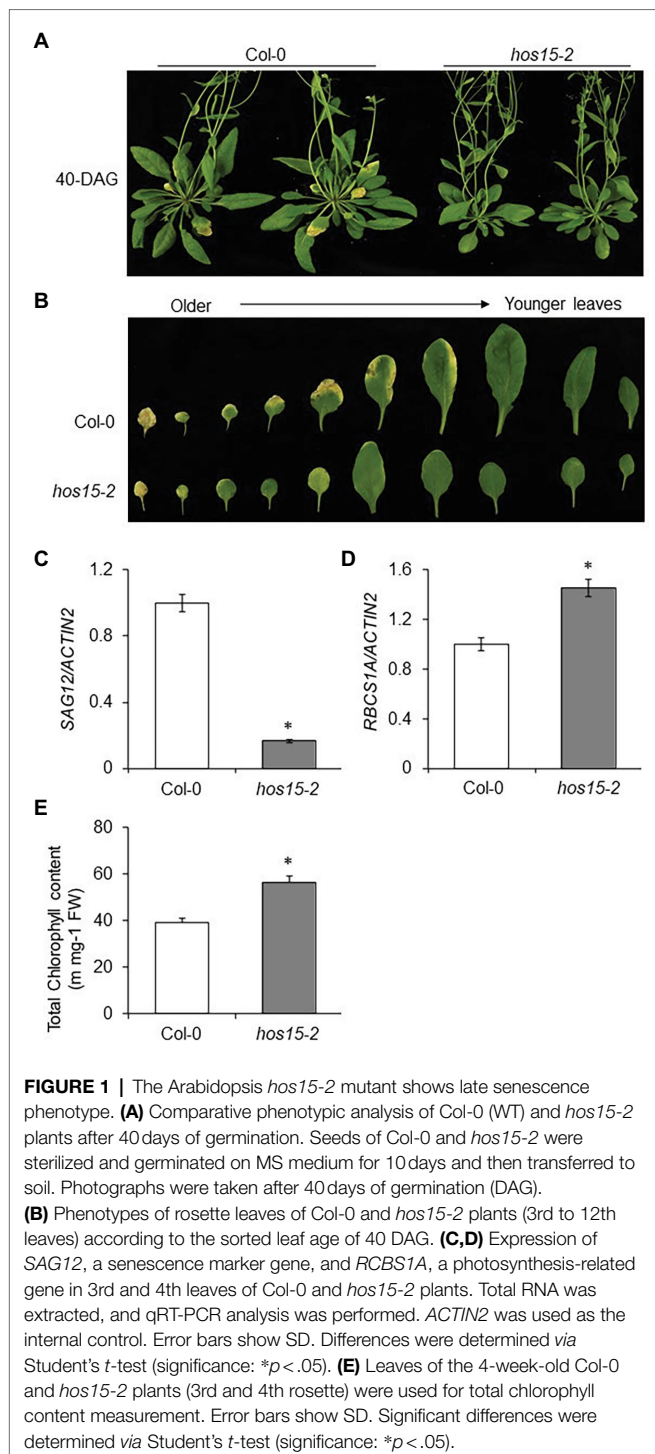 A
Col-0
hos15-2
40-DAG
B
Older
Younger leaves
Col-0
hos15-2
C
SAG12/ACTIN2
1.2
0.8
0.4
0
*
Col-0
hos15-2
D
RBCS1A/ACTIN2
1.6
1.2
0.8
0.4
0
*
Col-0
hos15-2
E
Total Chlorophyll content
(m mg-1 FW)
80
60
40
20
0
*
Col-0
hos15-2
FIGURE 1 | The Arabidopsis hos15-2 mutant shows late senescence
phenotype. (A) Comparative phenotypic analysis of Col-0 (WT) and hos15-2
plants after 40 days of germination. Seeds of Col-0 and hos15-2 were
sterilized and germinated on MS medium for 10 days and then transferred to
soil. Photographs were taken after 40 days of germination (DAG).
(B) Phenotypes of rosette leaves of Col-0 and hos15-2 plants (3rd to 12th
leaves) according to the sorted leaf age of 40 DAG. (C,D) Expression of
SAG12, a senescence marker gene, and RCBS1A, a photosynthesis-related
gene in 3rd and 4th leaves of Col-0 and hos15-2 plants. Total RNA was
extracted, and qRT-PCR analysis was performed. ACTIN2 was used as the
internal control. Error bars show SD. Differences were determined via
Student's t-test (significance: *p < .05). (E) Leaves of the 4-week-old Col-0
and hos15-2 plants (3rd and 4th rosette) were used for total chlorophyll
content measurement. Error bars show SD. Significant differences were
determined via Student's t-test (significance: *p < .05).